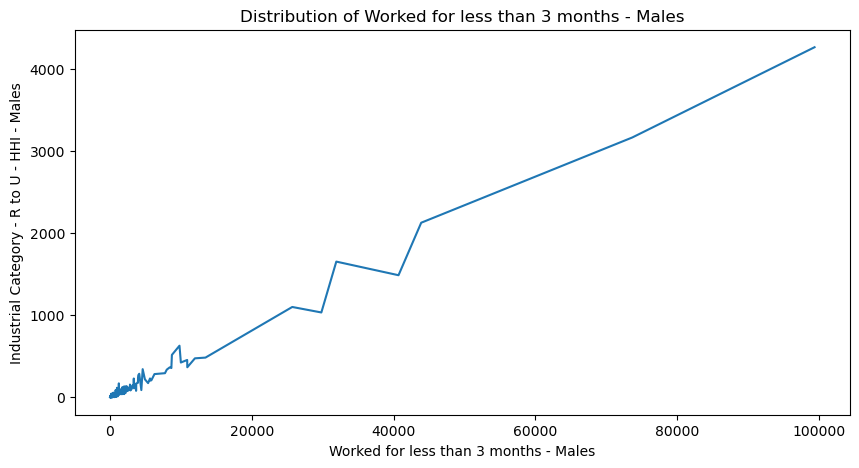 Distribution of Worked for less than 3 months - Males
Industrial Category - R to U - HHI - Males
4000
3000
2000
1000
0
0 20000 40000 60000 80000 100000
Worked for less than 3 months - Males